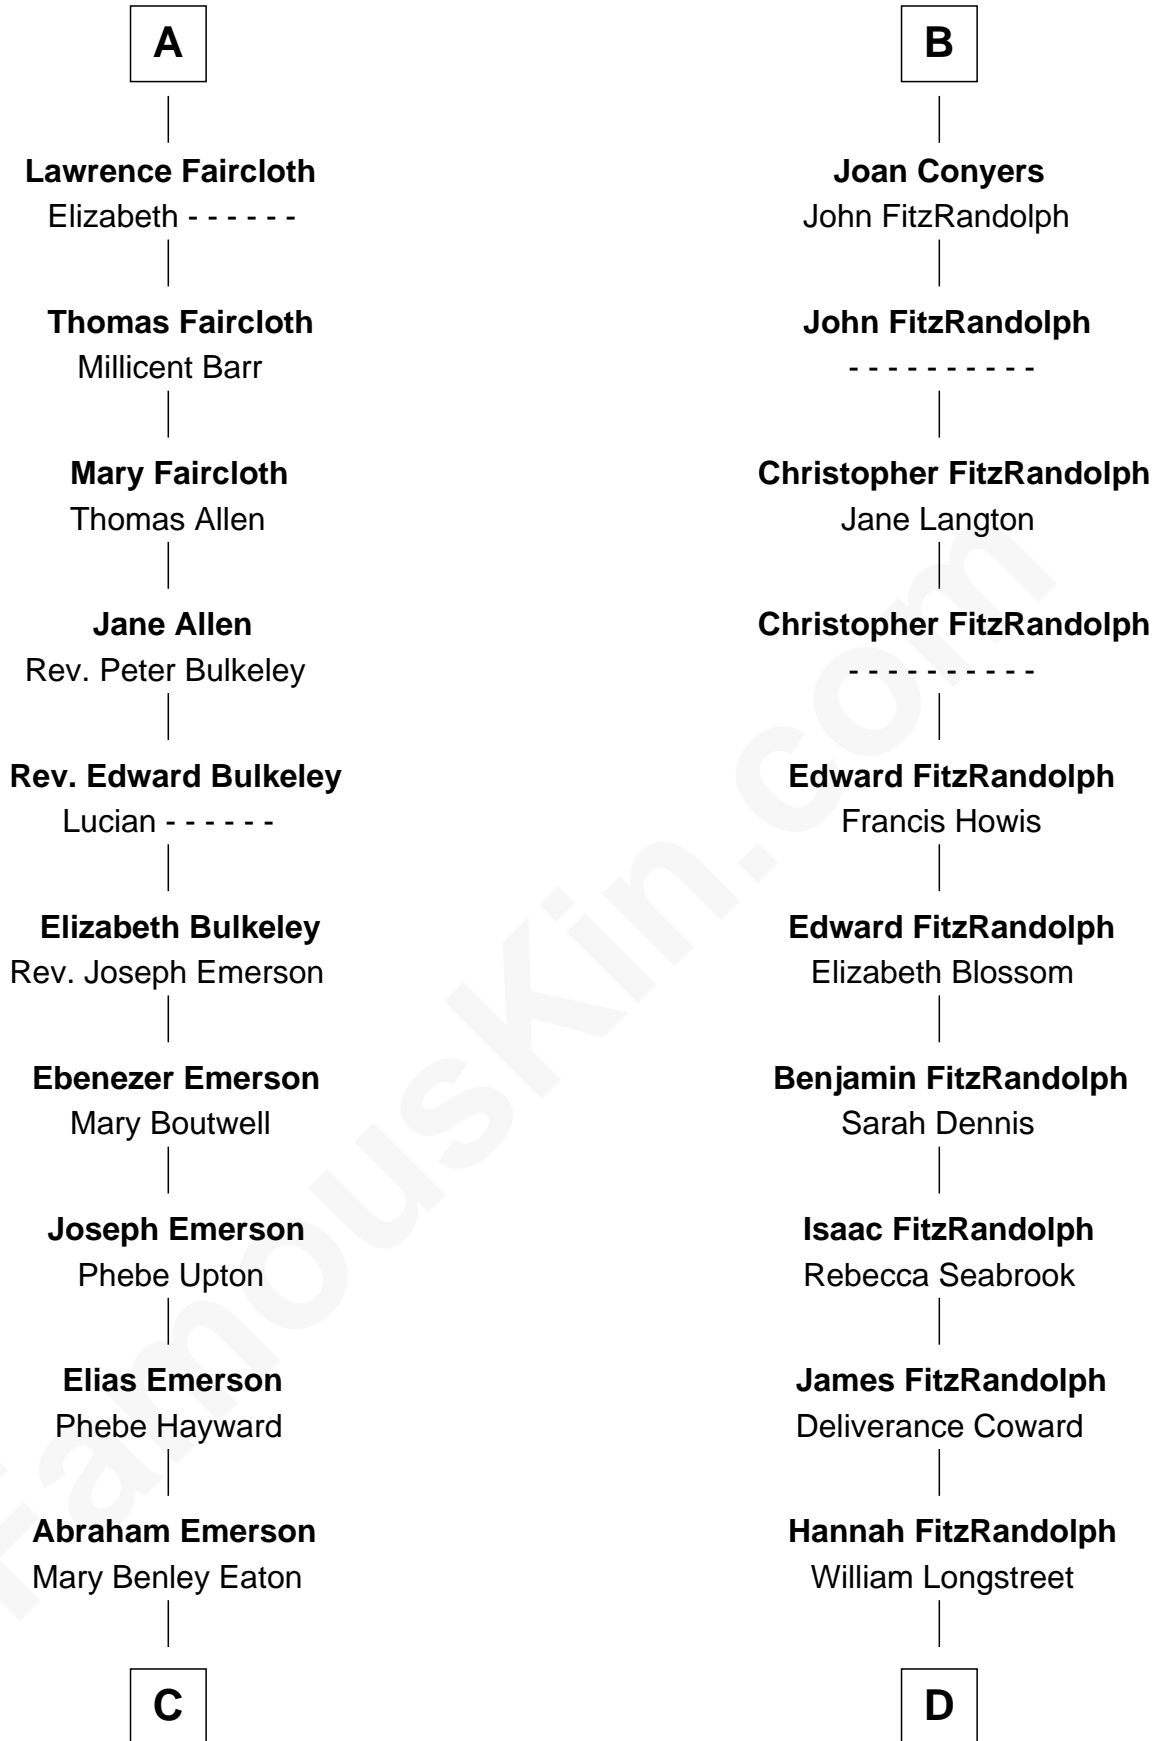 A
Lawrence Faircloth
Elizabeth - - - - - -
Thomas Faircloth
Millicent Barr
Mary Faircloth
Thomas Allen
Jane Allen
Rev. Peter Bulkeley
Rev. Edward Bulkeley
Lucian - - - - - -
Elizabeth Bulkeley
Rev. Joseph Emerson
Ebenezer Emerson
Mary Boutwell
Joseph Emerson
Phebe Upton
Elias Emerson
Phebe Hayward
Abraham Emerson
Mary Benley Eaton
C
B
Joan Conyers
John FitzRandolph
John FitzRandolph
- - - - - - - - - -
Christopher FitzRandolph
Jane Langton
Christopher FitzRandolph
- - - - - - - - - -
Edward FitzRandolph
Francis Howis
Edward FitzRandolph
Elizabeth Blossom
Benjamin FitzRandolph
Sarah Dennis
Isaac FitzRandolph
Rebecca Seabrook
James FitzRandolph
Deliverance Coward
Hannah FitzRandolph
William Longstreet
D
FamousKin.com